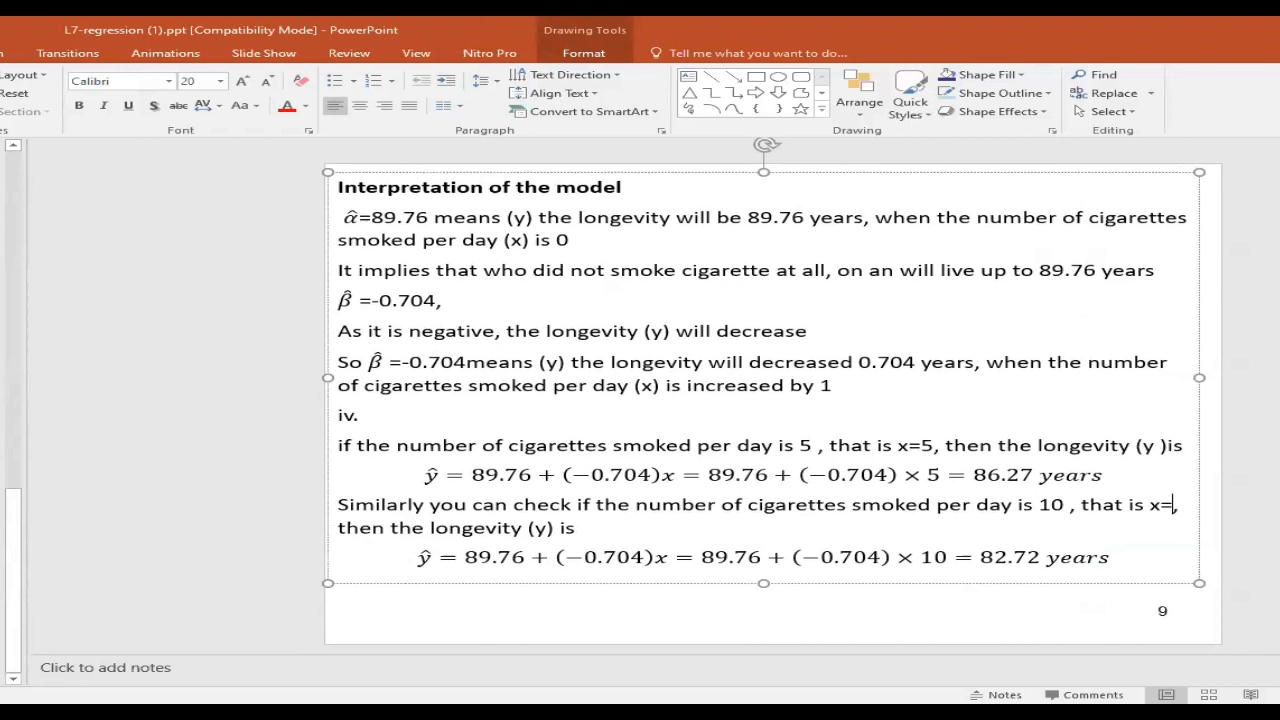 L7-regression (1).ppt [Compatibility Mode] - PowerPoint
Drawing Tools
Transitions Animations Slide Show Review View Nitro Pro Format Tell me what you want to do...
Layout Calibri 20 Text Direction Shape Fill Find
Reset Align Text Shape Outline Replace
Section B I U S abc AV Aa A Convert to SmartArt Arrange Quick Styles Shape Effects Select
Font Paragraph Drawing Editing
Interpretation of the model
α̂=89.76 means (y) the longevity will be 89.76 years, when the number of cigarettes
smoked per day (x) is 0
It implies that who did not smoke cigarette at all, on an will live up to 89.76 years
β̂ =-0.704,
As it is negative, the longevity (y) will decrease
So β̂ =-0.704means (y) the longevity will decreased 0.704 years, when the number
of cigarettes smoked per day (x) is increased by 1
iv.
if the number of cigarettes smoked per day is 5 , that is x=5, then the longevity (y )is
ŷ = 89.76 + (−0.704)x = 89.76 + (−0.704) × 5 = 86.27 years
Similarly you can check if the number of cigarettes smoked per day is 10 , that is x=,
then the longevity (y) is
ŷ = 89.76 + (−0.704)x = 89.76 + (−0.704) × 10 = 82.72 years
9
Click to add notes
Notes Comments